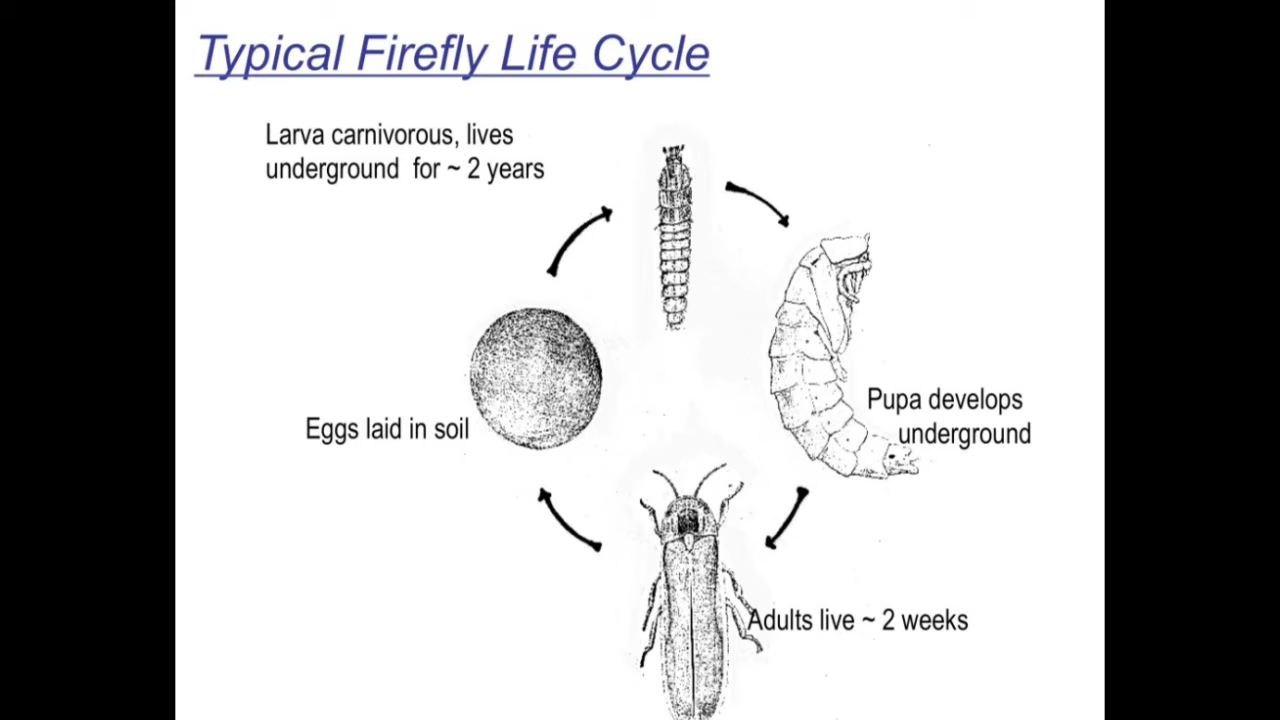 Typical Firefly Life Cycle
Larva carnivorous, lives
underground for ~ 2 years
Eggs laid in soil
Pupa develops
underground
Adults live ~ 2 weeks